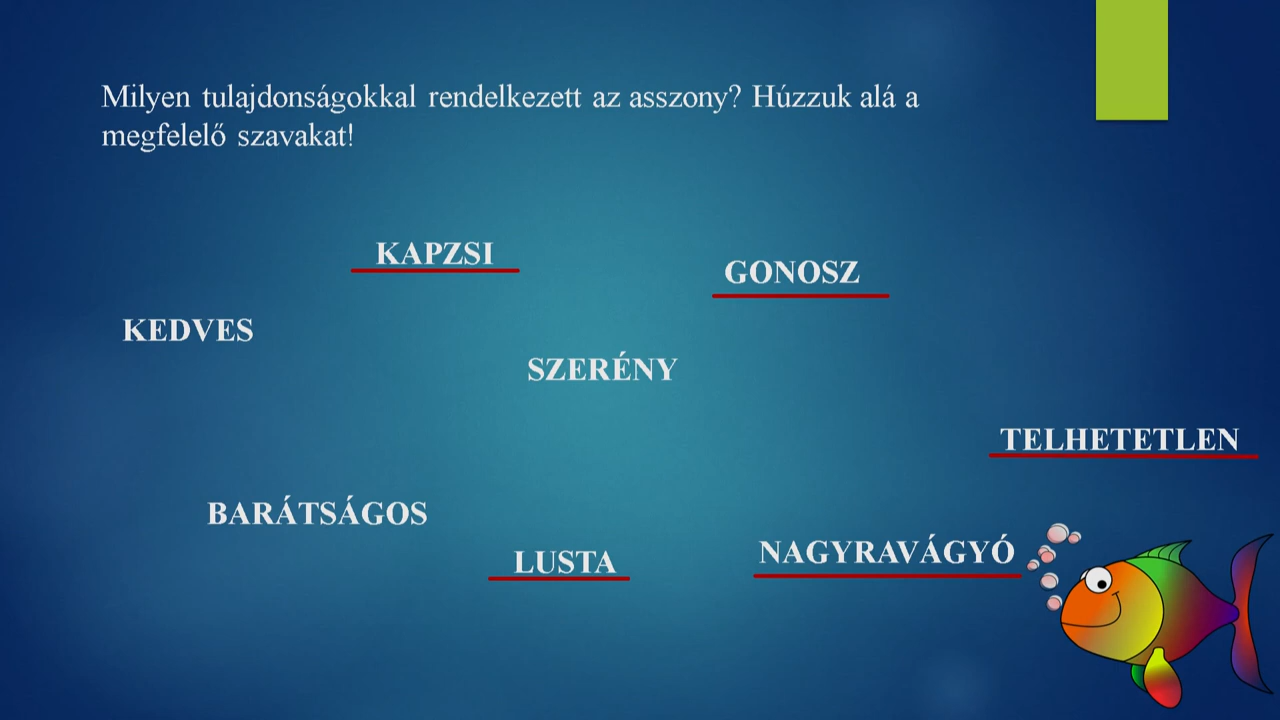 Milyen tulajdonságokkal rendelkezett az asszony? Húzzuk alá a
megfelelő szavakat!
KAPZSI
GONOSZ
KEDVES
SZERÉNY
TELHETETLEN
BARÁTSÁGOS
LUSTA
NAGYRAVÁGYÓ